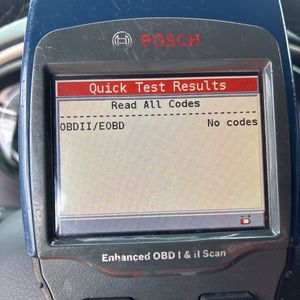 BOSCH
Quick Test Results
Read All Codes
OBDII/EOBD No codes
Enhanced OBD I & II Scan